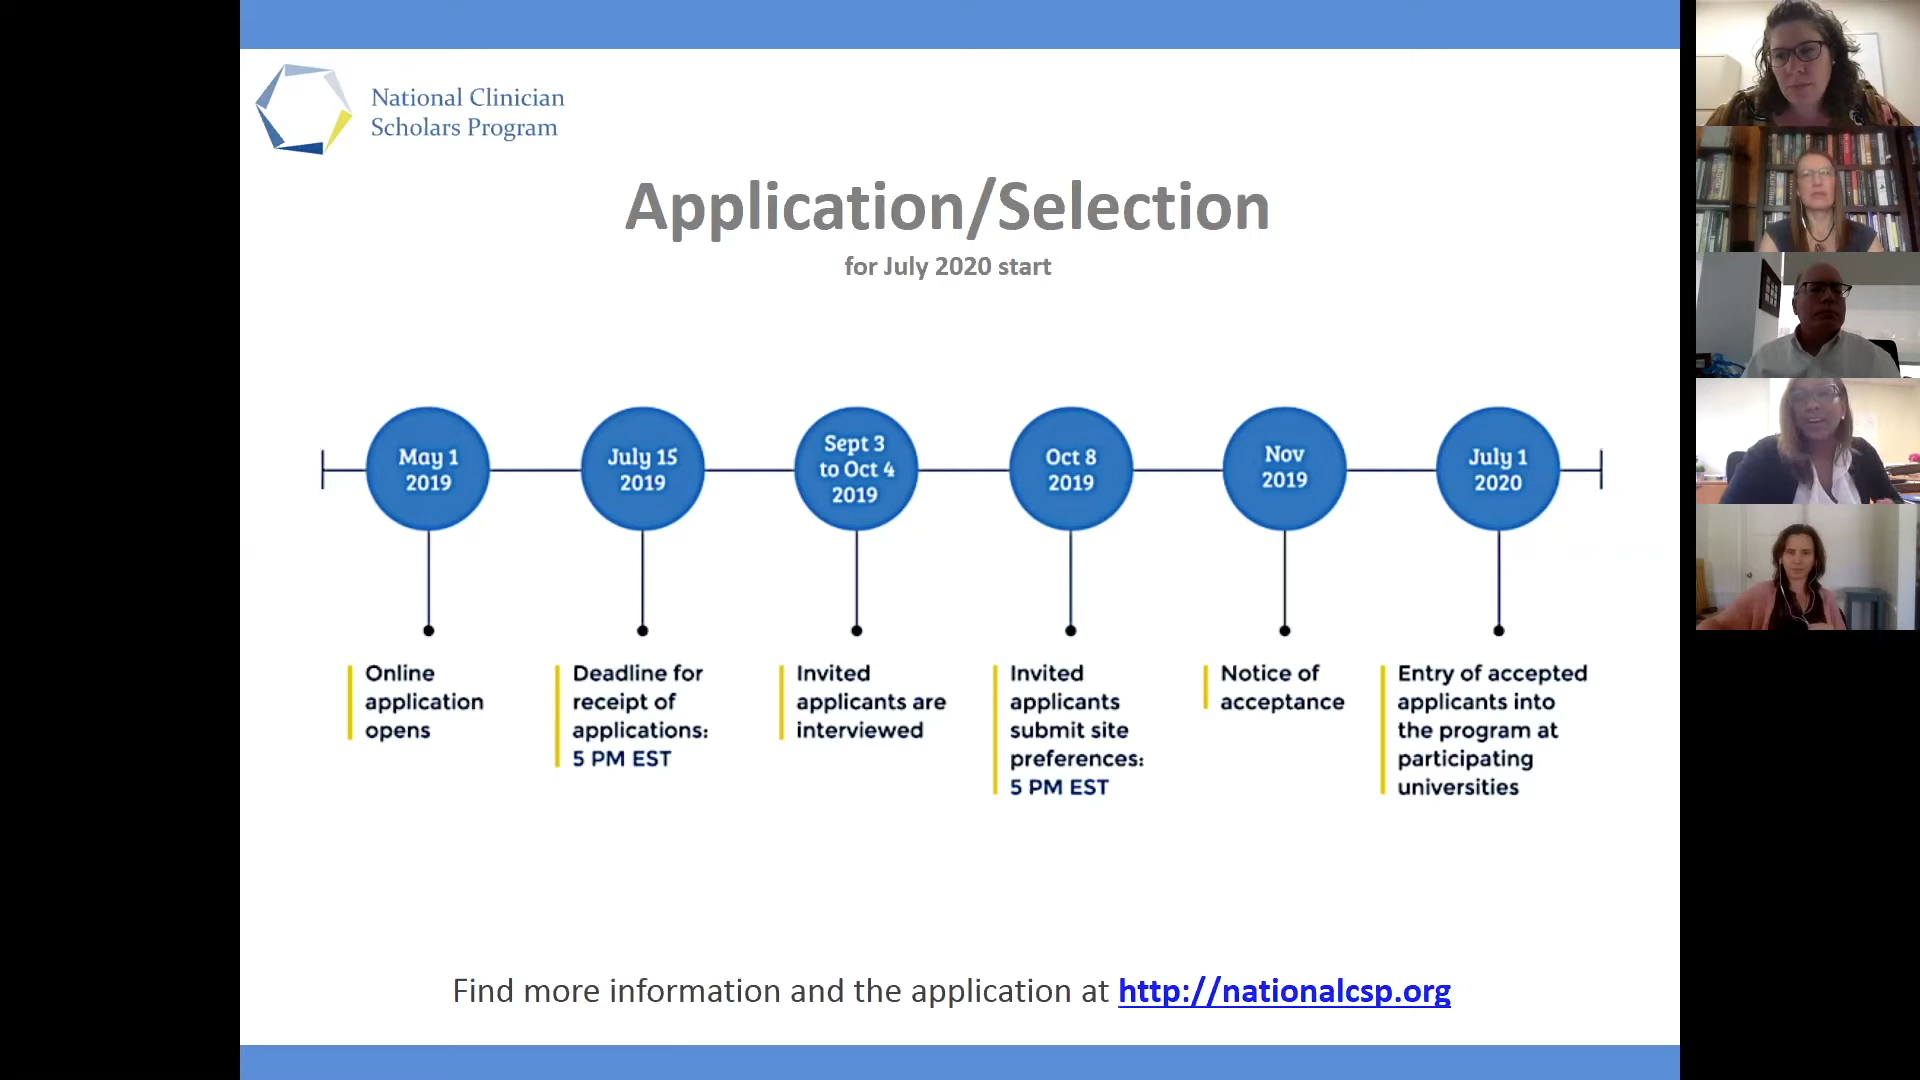 National Clinician
Scholars Program
Application/Selection
for July 2020 start
May 1
2019
July 15
2019
Sept 3
to Oct 4
2019
Oct 8
2019
Nov
2019
July 1
2020
Online
application
opens
Deadline for
receipt of
applications:
5 PM EST
Invited
applicants are
interviewed
Invited
applicants
submit site
preferences:
5 PM EST
Notice of
acceptance
Entry of accepted
applicants into
the program at
participating
universities
Find more information and the application at http://nationalcsp.org